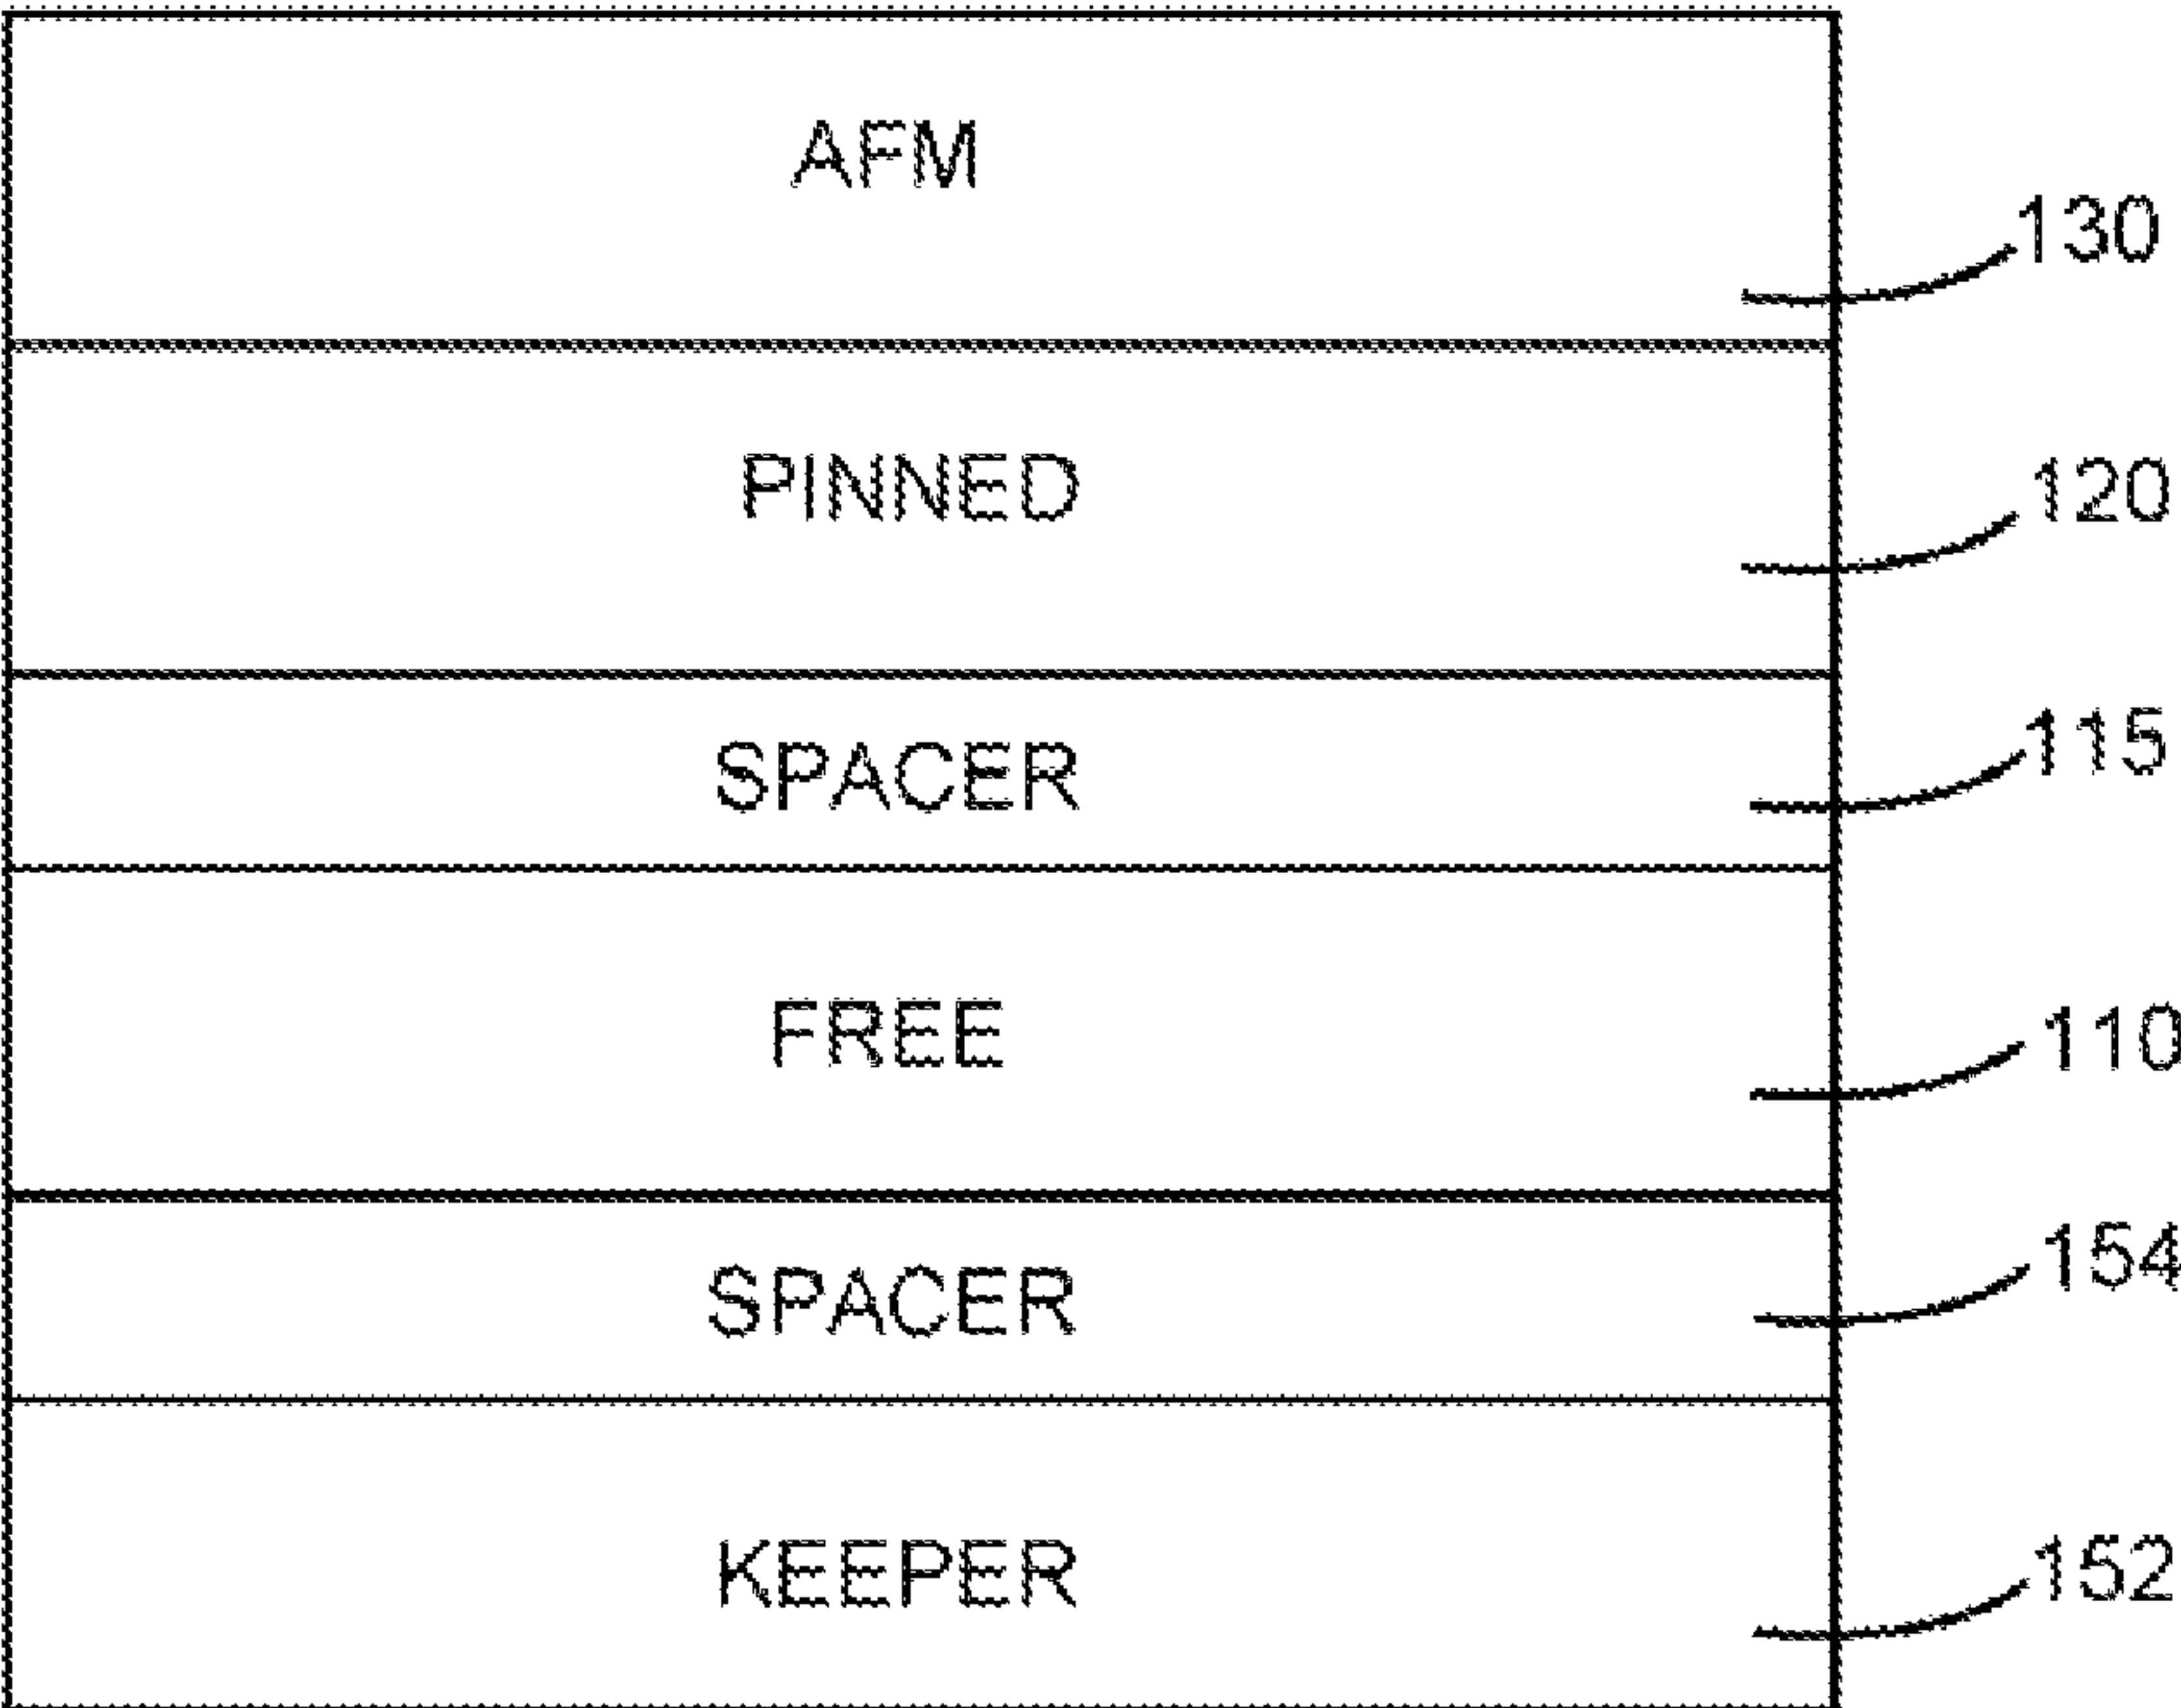 AFM
130
PINNED
120
SPACER
115
FREE
110
SPACER
154
KEEPER
152